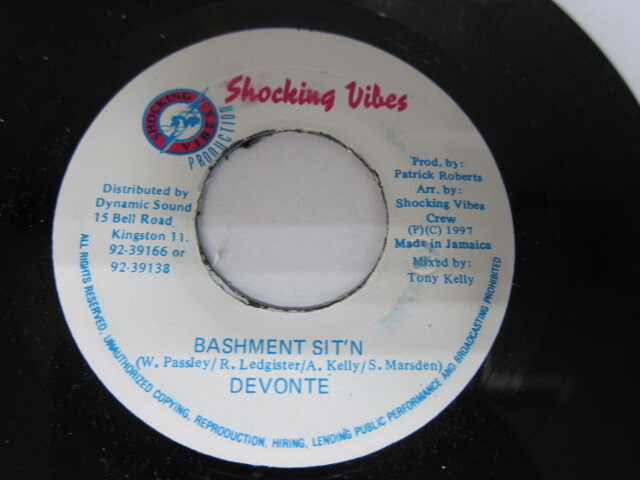 Shocking Vibes
SHOCKING VIBES
PRODUCTION
Distributed by
Dynamic Sound
15 Bell Road
Kingston 11.
92-39166 or
92-39138
Prod. by:
Patrick Roberts
Arr. by:
Shocking Vibes
Crew
(P)(C) 1997
Made in Jamaica
Mixed by:
Tony Kelly
BASHMENT SIT'N
(W. Passley/R. Ledgister/A. Kelly/S. Marsden)
DEVONTE
ALL RIGHTS RESERVED, UNAUTHORIZED COPYING, REPRODUCTION, HIRING, LENDING PUBLIC PERFORMANCE AND BROADCASTING PROHIBITED